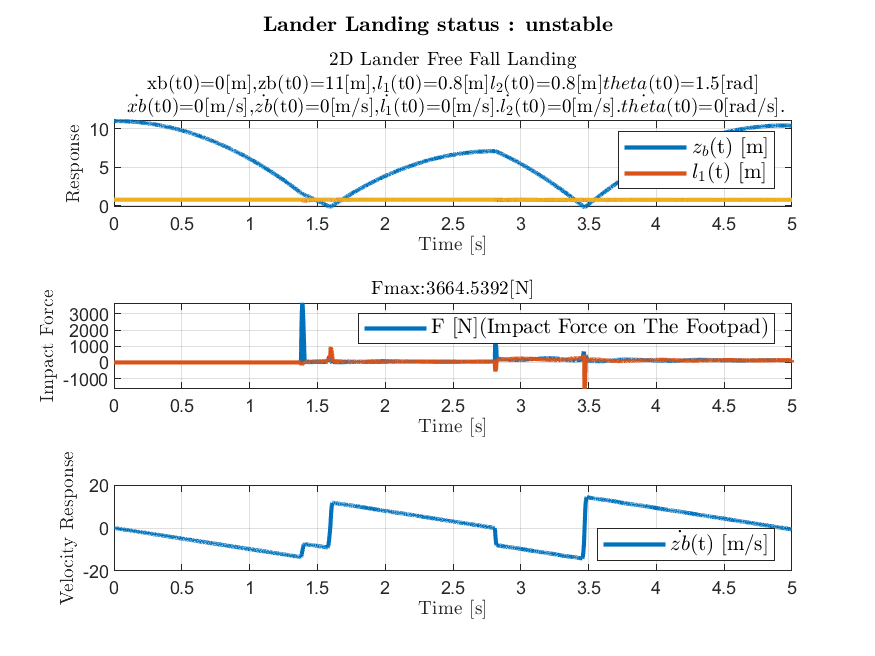 Lander Landing status : unstable
2D Lander Free Fall Landing
xb(t0)=0[m],zb(t0)=11[m],l₁(t0)=0.8[m]l₂(t0)=0.8[m]theta(t0)=1.5[rad]
ẋb(t0)=0[m/s],żb(t0)=0[m/s],l̇₁(t0)=0[m/s].l̇₂(t0)=0[m/s].thėta(t0)=0[rad/s].
Response
10
5
0
z_b(t) [m]
l₁(t) [m]
0 0.5 1 1.5 2 2.5 3 3.5 4 4.5 5
Time [s]
Fmax:3664.5392[N]
Impact Force
3000
2000
1000
0
-1000
F [N](Impact Force on The Footpad)
0 0.5 1 1.5 2 2.5 3 3.5 4 4.5 5
Time [s]
Velocity Response
20
0
-20
żb(t) [m/s]
0 0.5 1 1.5 2 2.5 3 3.5 4 4.5 5
Time [s]